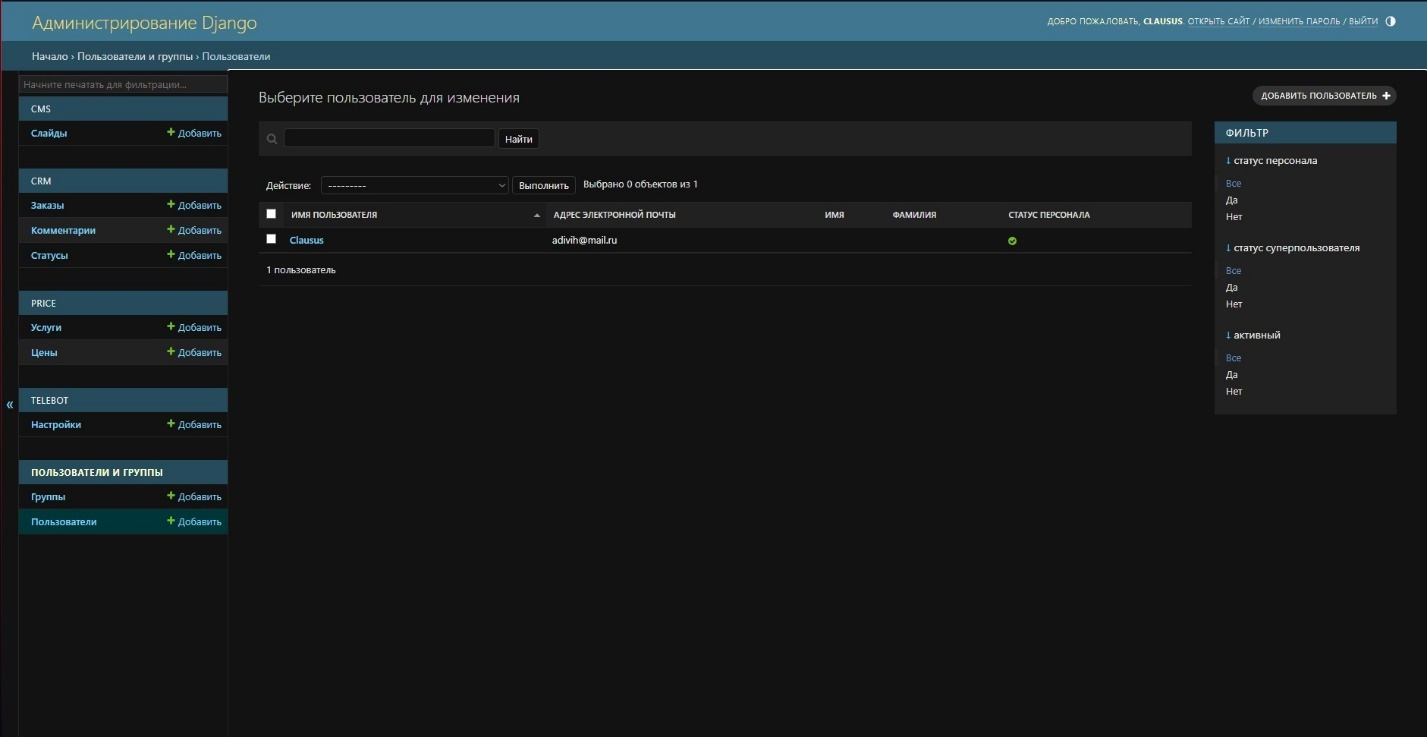 Администрирование Django
ДОБРО ПОЖАЛОВАТЬ, CLAUSUS. ОТКРЫТЬ САЙТ / ИЗМЕНИТЬ ПАРОЛЬ / ВЫЙТИ
Начало › Пользователи и группы › Пользователи
Начните печатать для фильтрации...
CMS
Слайды + Добавить
CRM
Заказы + Добавить
Комментарии + Добавить
Статусы + Добавить
PRICE
Услуги + Добавить
Цены + Добавить
«
TELEBOT
Настройки + Добавить
ПОЛЬЗОВАТЕЛИ И ГРУППЫ
Группы + Добавить
Пользователи + Добавить
Выберите пользователь для изменения
ДОБАВИТЬ ПОЛЬЗОВАТЕЛЬ +
Найти
Действие: --------- Выполнить Выбрано 0 объектов из 1
ИМЯ ПОЛЬЗОВАТЕЛЯ АДРЕС ЭЛЕКТРОННОЙ ПОЧТЫ ИМЯ ФАМИЛИЯ СТАТУС ПЕРСОНАЛА
Clausus adivih@mail.ru
1 пользователь
ФИЛЬТР
↓ статус персонала
Все
Да
Нет
↓ статус суперпользователя
Все
Да
Нет
↓ активный
Все
Да
Нет